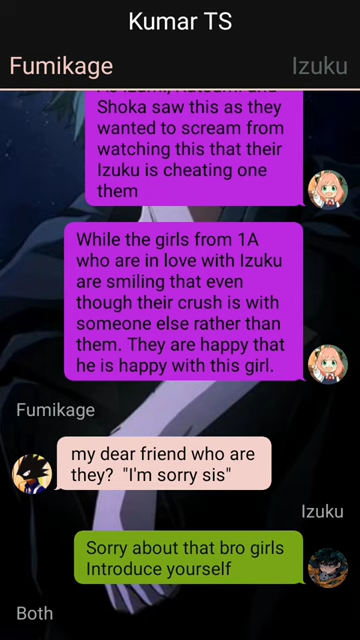 Kumar TS
Fumikage
Izuku
Shoka saw this as they
wanted to scream from
watching this that their
Izuku is cheating one
them
While the girls from 1A
who are in love with Izuku
are smiling that even
though their crush is with
someone else rather than
them. They are happy that
he is happy with this girl.
Fumikage
my dear friend who are
they? "I'm sorry sis"
Izuku
Sorry about that bro girls
Introduce yourself
Both